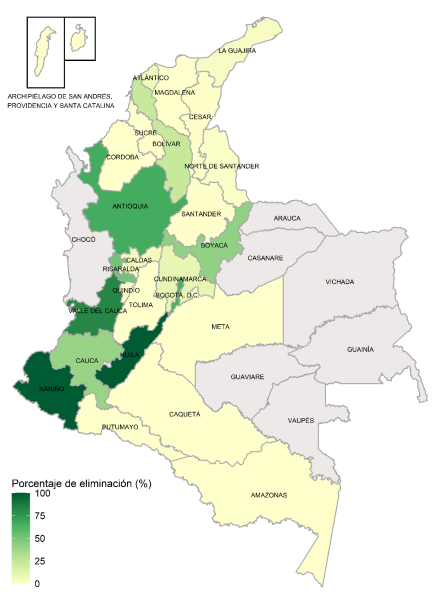 LA GUAJIRA
ATLÁNTICO
MAGDALENA
ARCHIPIÉLAGO DE SAN ANDRÉS,
PROVIDENCIA Y SANTA CATALINA
CESAR
SUCRE
BOLÍVAR
CÓRDOBA
NORTE DE SANTANDER
ANTIOQUIA
SANTANDER
ARAUCA
CHOCÓ
BOYACÁ
CALDAS
CASANARE
RISARALDA
CUNDINAMARCA
VICHADA
QUINDIO
BOGOTÁ, D.C.
TOLIMA
VALLE DEL CAUCA
META
GUAINÍA
HUILA
CAUCA
GUAVIARE
NARIÑO
CAQUETÁ
VAUPÉS
PUTUMAYO
Porcentaje de eliminación (%)
100
75
50
25
0
AMAZONAS